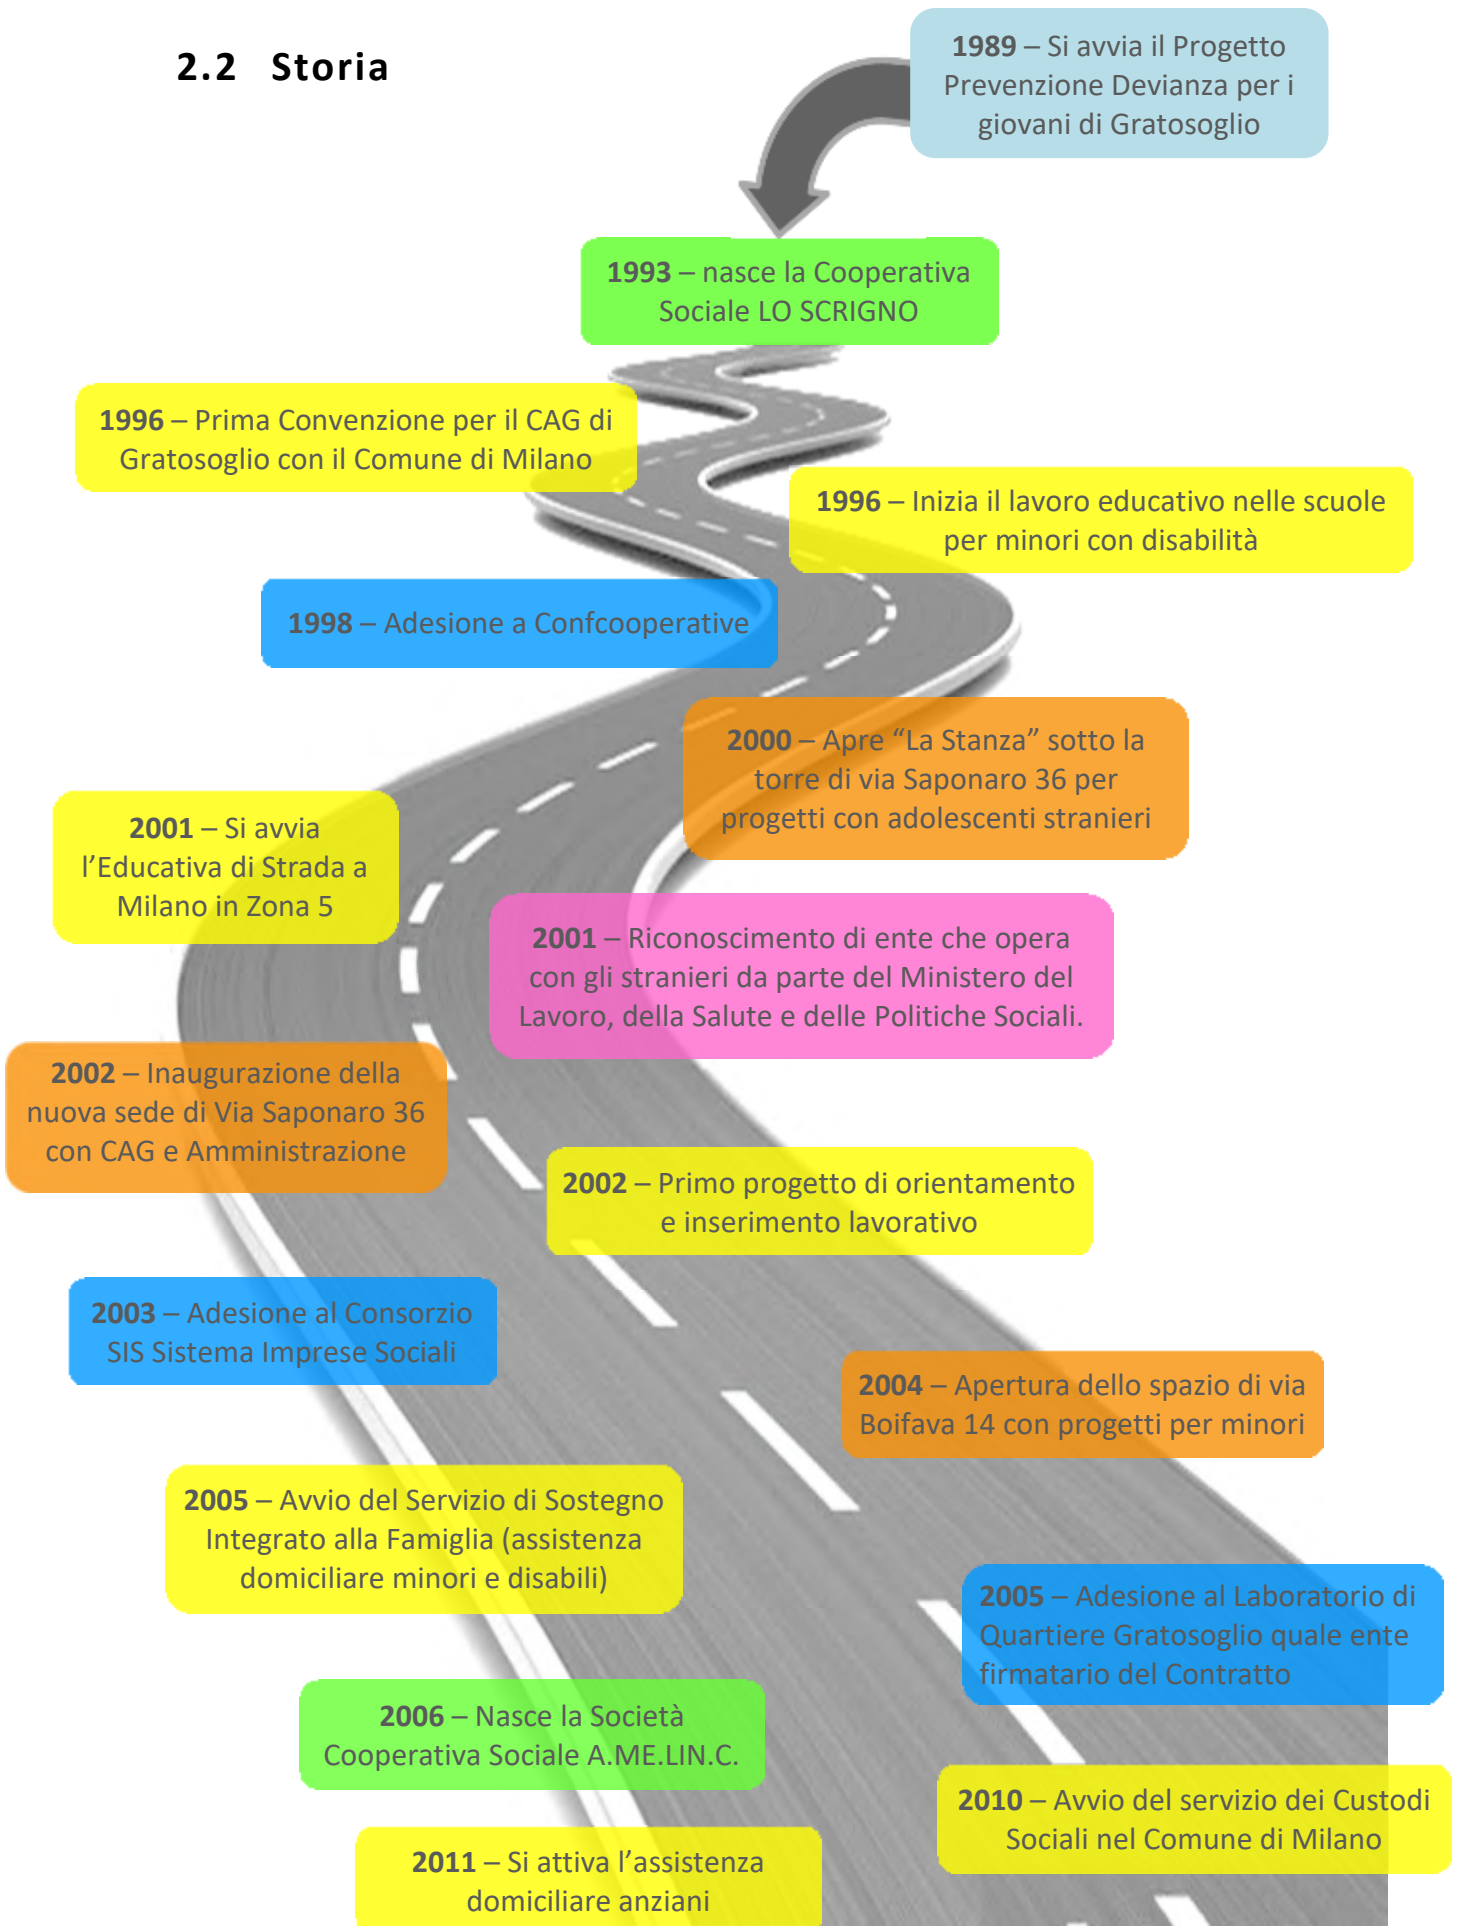 2.2 Storia
1989 – Si avvia il Progetto
Prevenzione Devianza per i
giovani di Gratosoglio
1993 – nasce la Cooperativa
Sociale LO SCRIGNO
1996 – Prima Convenzione per il CAG di
Gratosoglio con il Comune di Milano
1996 – Inizia il lavoro educativo nelle scuole
per minori con disabilità
1998 – Adesione a Confcooperative
2000 – Apre “La Stanza” sotto la
torre di via Saponaro 36 per
progetti con adolescenti stranieri
2001 – Si avvia
l’Educativa di Strada a
Milano in Zona 5
2001 – Riconoscimento di ente che opera
con gli stranieri da parte del Ministero del
Lavoro, della Salute e delle Politiche Sociali.
2002 – Inaugurazione della
nuova sede di Via Saponaro 36
con CAG e Amministrazione
2002 – Primo progetto di orientamento
e inserimento lavorativo
2003 – Adesione al Consorzio
SIS Sistema Imprese Sociali
2004 – Apertura dello spazio di via
Boifava 14 con progetti per minori
2005 – Avvio del Servizio di Sostegno
Integrato alla Famiglia (assistenza
domiciliare minori e disabili)
2005 – Adesione al Laboratorio di
Quartiere Gratosoglio quale ente
firmatario del Contratto
2006 – Nasce la Società
Cooperativa Sociale A.ME.LIN.C.
2010 – Avvio del servizio dei Custodi
Sociali nel Comune di Milano
2011 – Si attiva l’assistenza
domiciliare anziani